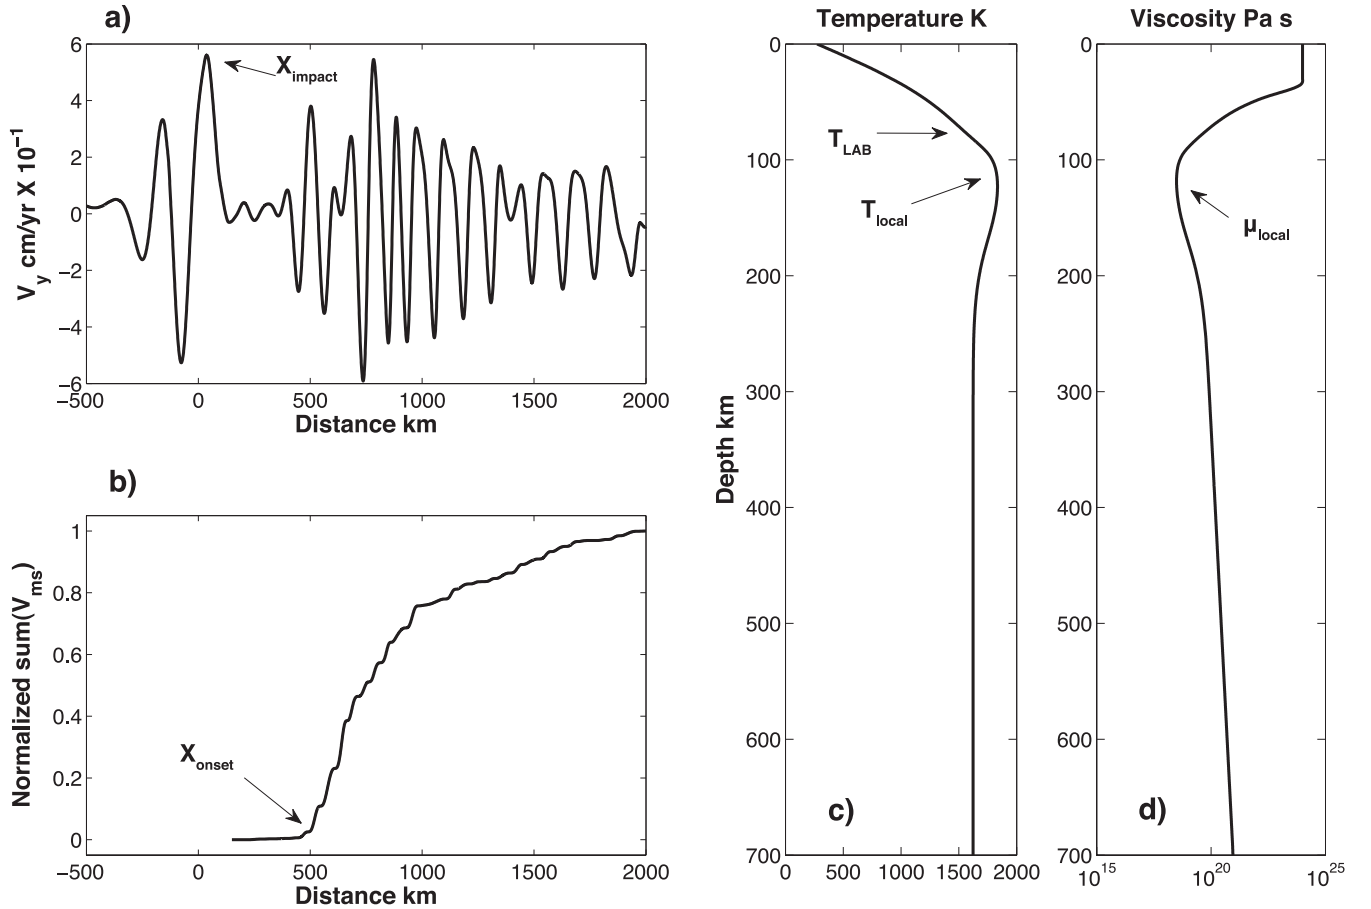 a)
6
4
2
0
−2
−4
−6
V_y cm/yr X 10^-1
X_impact
−500 0 500 1000 1500 2000
Distance km
b)
1
0.8
0.6
0.4
0.2
0
Normalized sum(V_ms)
X_onset
−500 0 500 1000 1500 2000
Distance km
Temperature K
0
100
200
300
400
500
600
700
Depth km
T_LAB
T_local
c)
0 500 1000 1500 2000
Viscosity Pa s
0
100
200
300
400
500
600
700
μ_local
d)
10^15 10^20 10^25